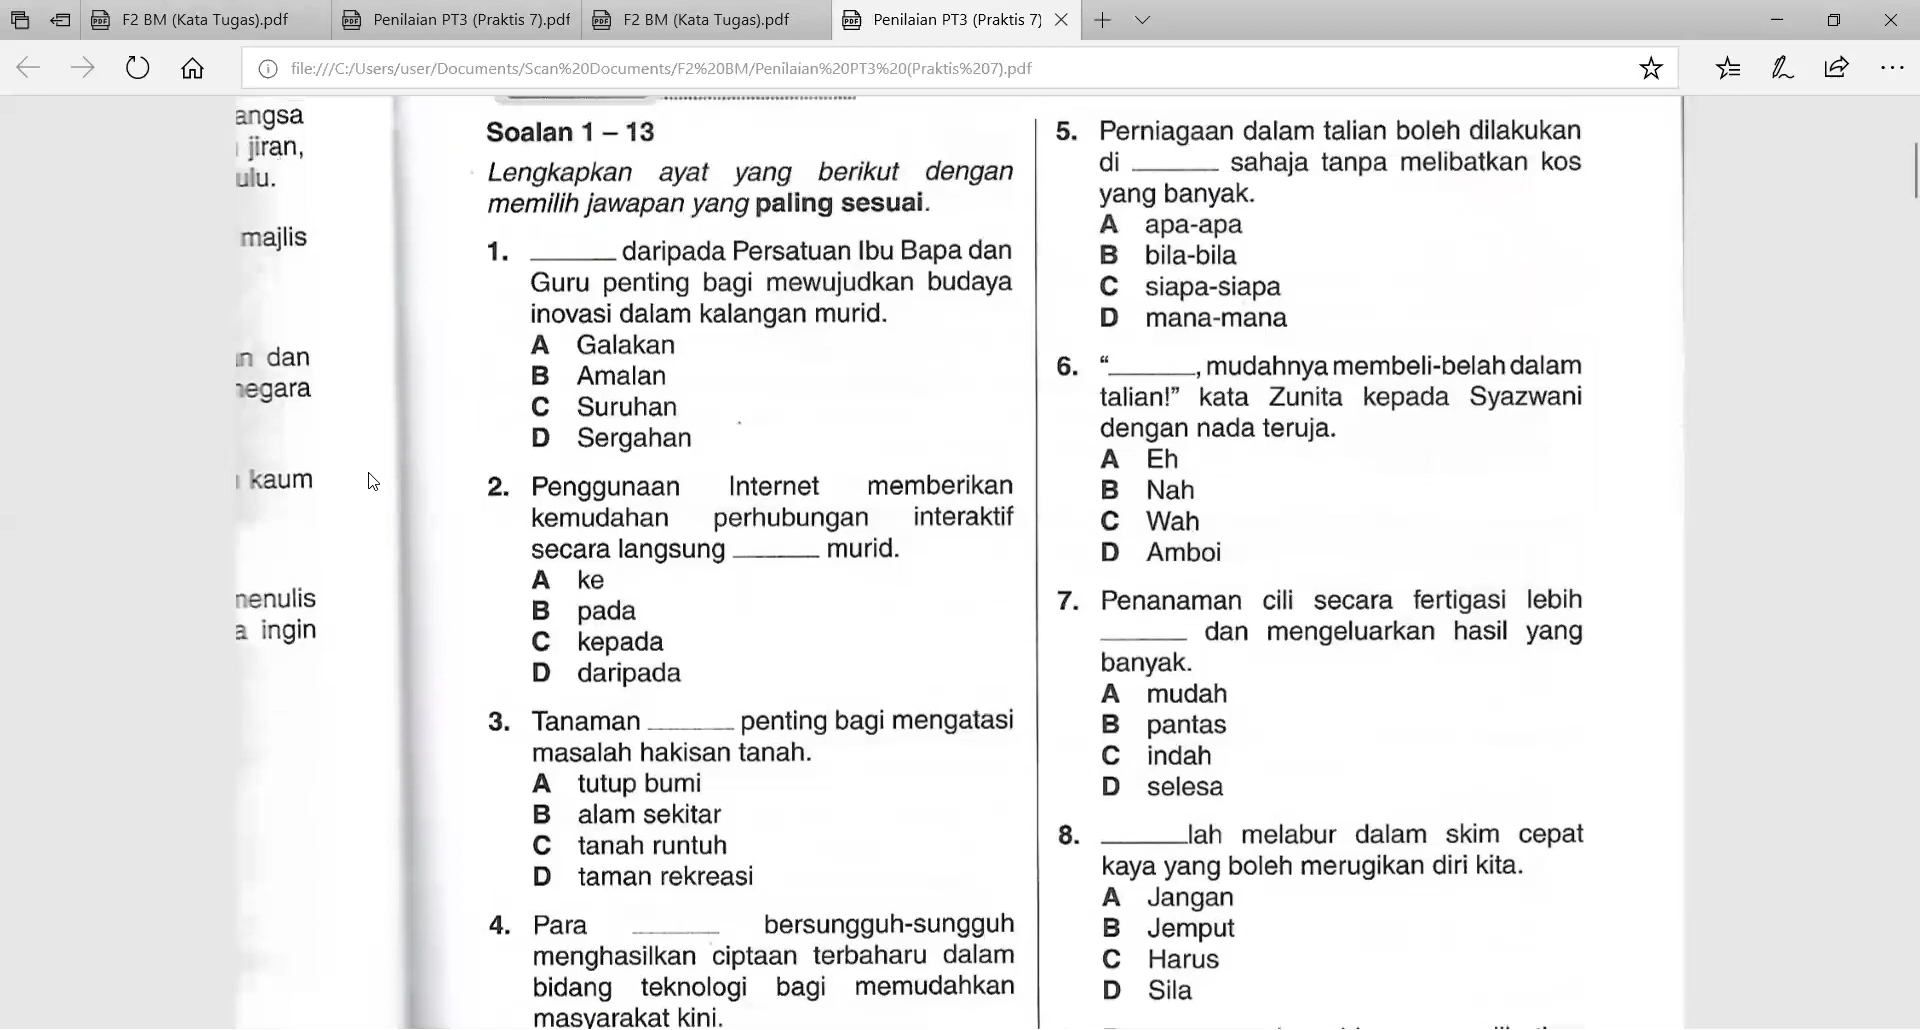 F2 BM (Kata Tugas).pdf
Penilaian PT3 (Praktis 7).pdf
F2 BM (Kata Tugas).pdf
Penilaian PT3 (Praktis 7)
file:///C:/Users/user/Documents/Scan%20Documents/F2%20BM/Penilaian%20PT3%20(Praktis%207).pdf
angsa
jiran,
ulu.
majlis
dan
negara
kaum
menulis
a ingin
Soalan 1 – 13
Lengkapkan ayat yang berikut dengan
memilih jawapan yang paling sesuai.
1. ______ daripada Persatuan Ibu Bapa dan
Guru penting bagi mewujudkan budaya
inovasi dalam kalangan murid.
A Galakan
B Amalan
C Suruhan
D Sergahan
2. Penggunaan Internet memberikan
kemudahan perhubungan interaktif
secara langsung ______ murid.
A ke
B pada
C kepada
D daripada
3. Tanaman ______ penting bagi mengatasi
masalah hakisan tanah.
A tutup bumi
B alam sekitar
C tanah runtuh
D taman rekreasi
4. Para ______ bersungguh-sungguh
menghasilkan ciptaan terbaharu dalam
bidang teknologi bagi memudahkan
masyarakat kini.
5. Perniagaan dalam talian boleh dilakukan
di ______ sahaja tanpa melibatkan kos
yang banyak.
A apa-apa
B bila-bila
C siapa-siapa
D mana-mana
6. “______, mudahnya membeli-belah dalam
talian!” kata Zunita kepada Syazwani
dengan nada teruja.
A Eh
B Nah
C Wah
D Amboi
7. Penanaman cili secara fertigasi lebih
______ dan mengeluarkan hasil yang
banyak.
A mudah
B pantas
C indah
D selesa
8. ______lah melabur dalam skim cepat
kaya yang boleh merugikan diri kita.
A Jangan
B Jemput
C Harus
D Sila